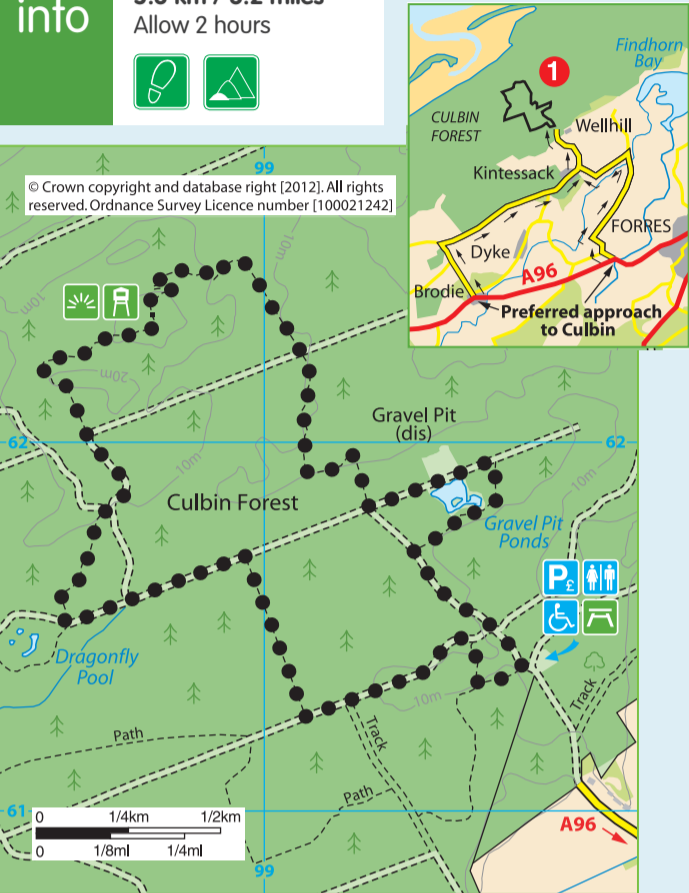 info
Allow 2 hours
1
Findhorn
Bay
CULBIN
FOREST
Wellhill
Kintessack
FORRES
Dyke
A96
Brodie
Preferred approach
to Culbin
99
© Crown copyright and database right [2012]. All rights
reserved. Ordnance Survey Licence number [100021242]
10m
10m
20m
Gravel Pit
(dis)
62
62
10m
10m
Culbin Forest
Gravel Pit
Ponds
P£
Dragonfly
Pool
10m
Track
Path
Track
Path
61
0 1/4km 1/2km
0 1/8ml 1/4ml
A96
99